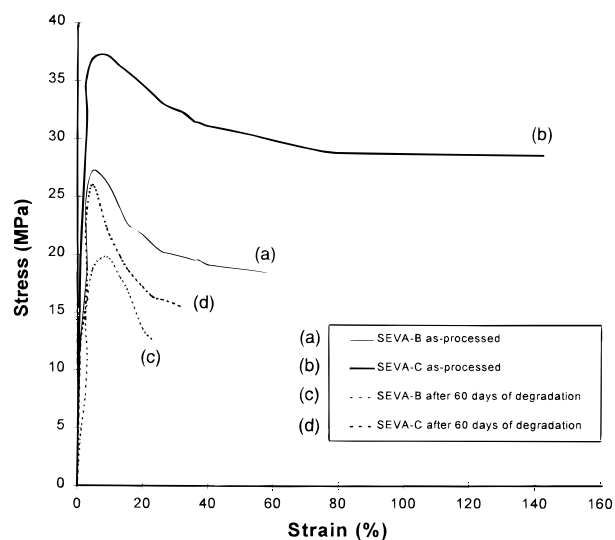 40
35
30
25
20
15
10
5
0
Stress (MPa)
(b)
(a)
(d)
(c)
(a) SEVA-B as-processed
(b) SEVA-C as-processed
(c) SEVA-B after 60 days of degradation
(d) SEVA-C after 60 days of degradation
0 20 40 60 80 100 120 140 160
Strain (%)